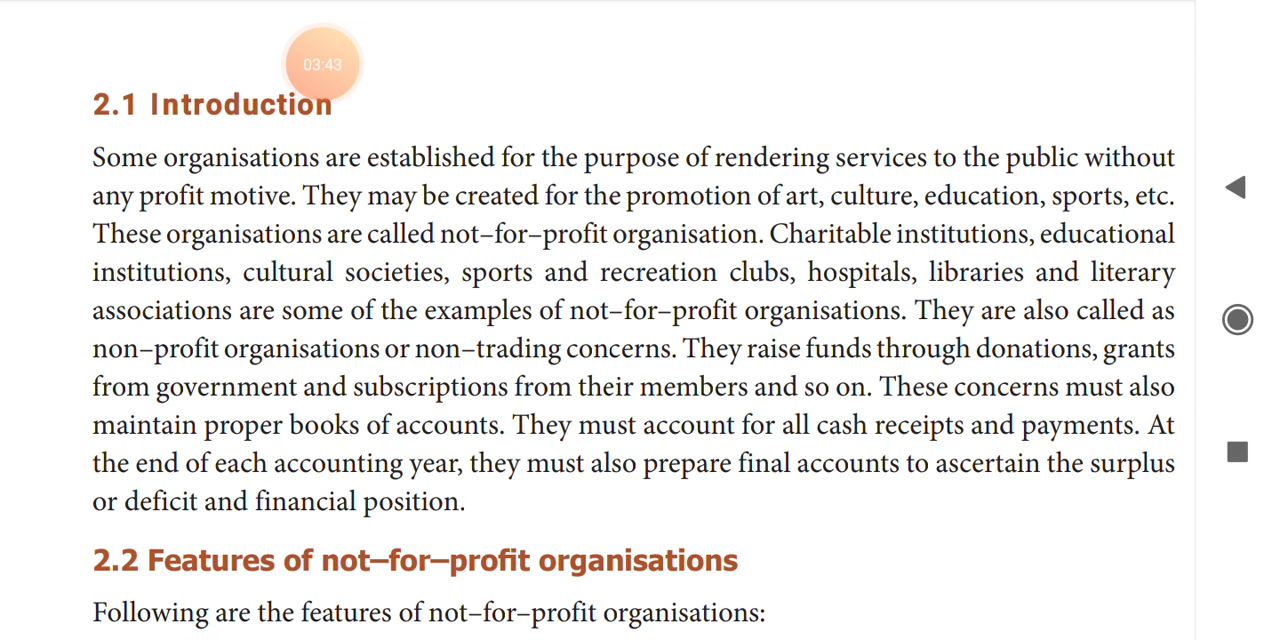 03:43
2.1 Introduction
Some organisations are established for the purpose of rendering services to the public without
any profit motive. They may be created for the promotion of art, culture, education, sports, etc.
These organisations are called not–for–profit organisation. Charitable institutions, educational
institutions, cultural societies, sports and recreation clubs, hospitals, libraries and literary
associations are some of the examples of not–for–profit organisations. They are also called as
non–profit organisations or non–trading concerns. They raise funds through donations, grants
from government and subscriptions from their members and so on. These concerns must also
maintain proper books of accounts. They must account for all cash receipts and payments. At
the end of each accounting year, they must also prepare final accounts to ascertain the surplus
or deficit and financial position.
2.2 Features of not–for–profit organisations
Following are the features of not–for–profit organisations: